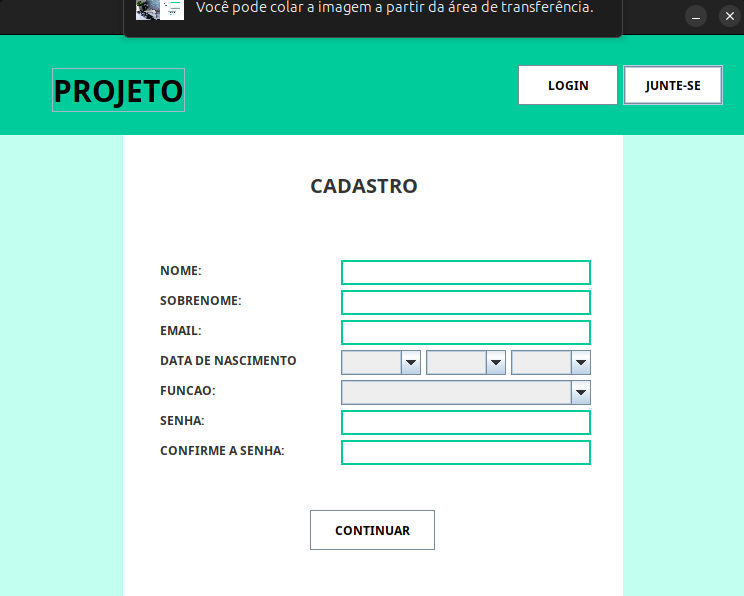 Você pode colar a imagem a partir da área de transferência.
PROJETO
LOGIN
JUNTE-SE
CADASTRO
NOME:
SOBRENOME:
EMAIL:
DATA DE NASCIMENTO
FUNCAO:
SENHA:
CONFIRME A SENHA:
CONTINUAR